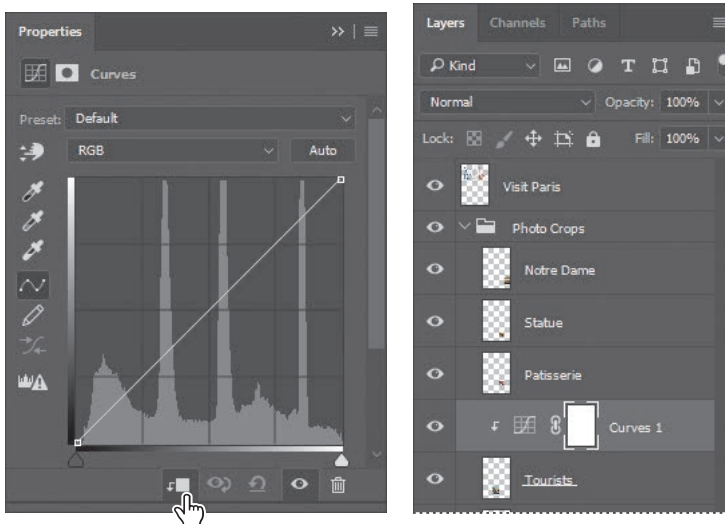 Properties
Curves
Preset: Default
RGB Auto
Layers Channels Paths
Kind
Normal Opacity: 100%
Lock: Fill: 100%
Visit Paris
Photo Crops
Notre Dame
Statue
Patisserie
Curves 1
Tourists